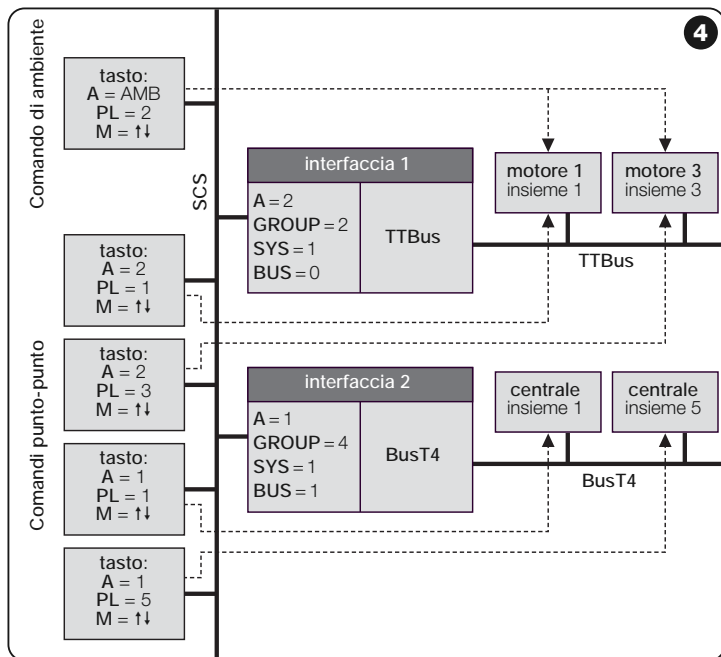 4
Comando di ambiente
tasto:
A = AMB
PL = 2
M = ↑↓
SCS
interfaccia 1
A = 2
GROUP = 2
SYS = 1
BUS = 0
TTBus
motore 1
insieme 1
motore 3
insieme 3
TTBus
Comandi punto-punto
tasto:
A = 2
PL = 1
M = ↑↓
tasto:
A = 2
PL = 3
M = ↑↓
interfaccia 2
A = 1
GROUP = 4
SYS = 1
BUS = 1
BusT4
centrale
insieme 1
centrale
insieme 5
BusT4
tasto:
A = 1
PL = 1
M = ↑↓
tasto:
A = 1
PL = 5
M = ↑↓